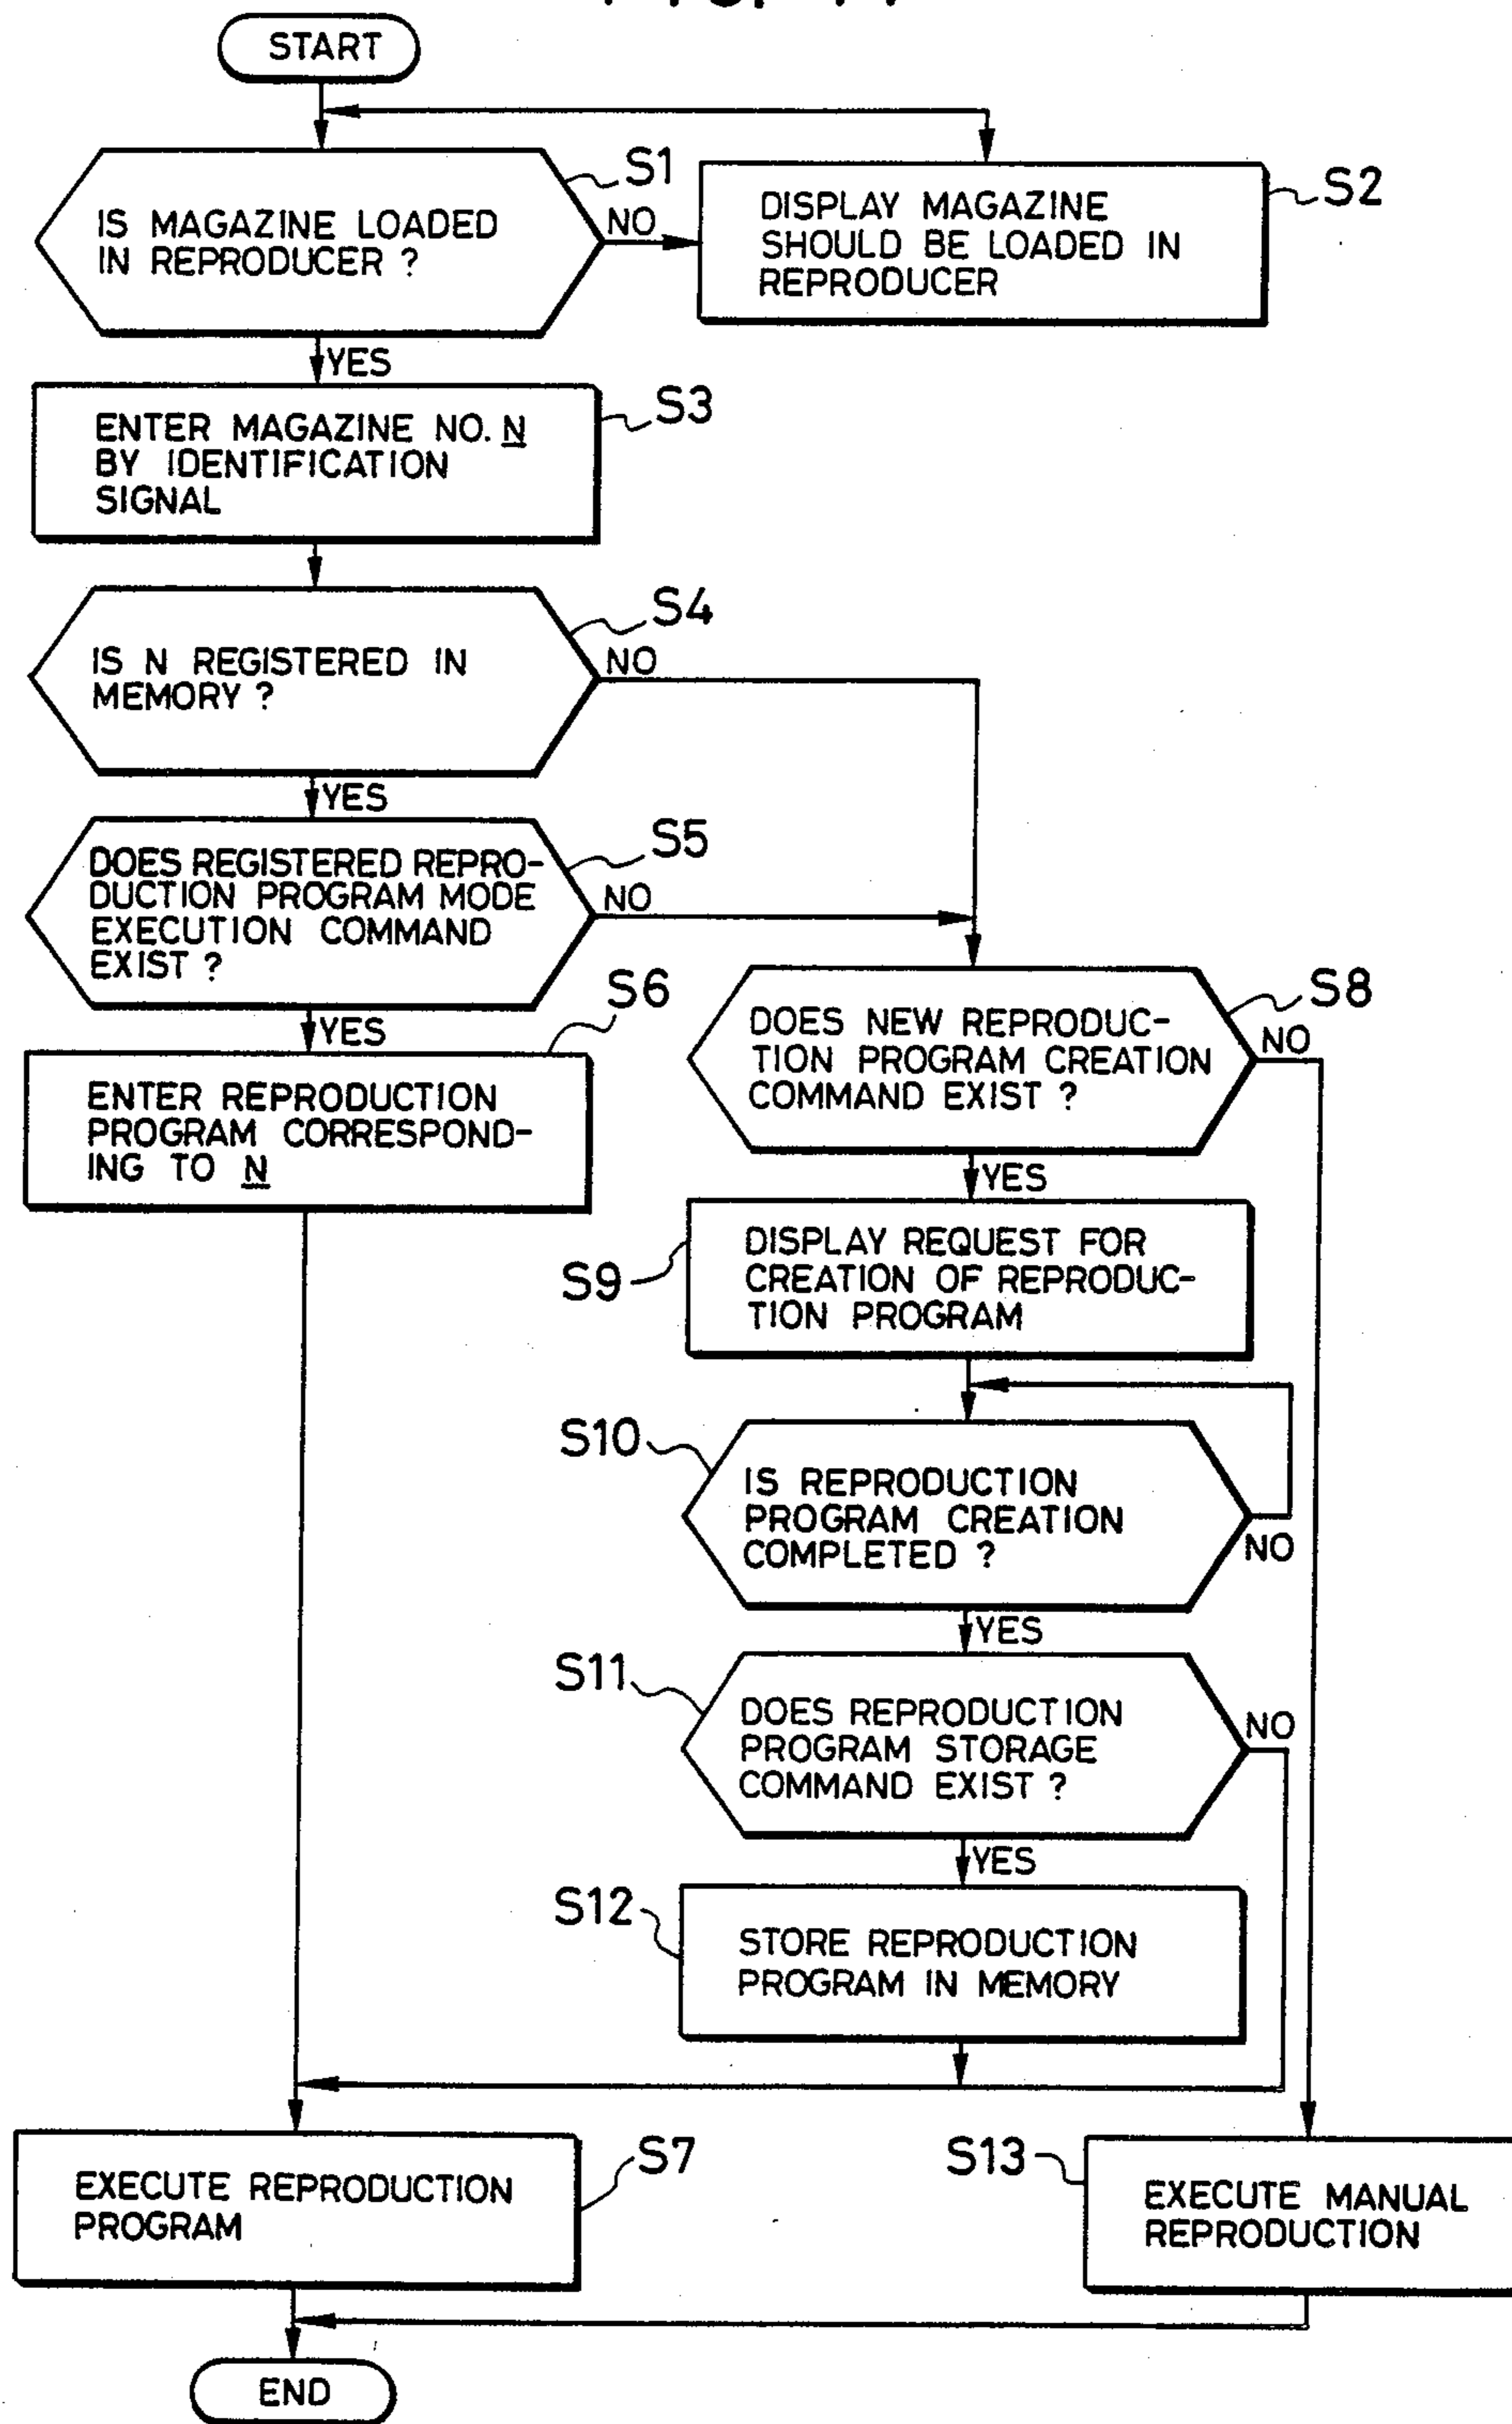 START
S1
IS MAGAZINE LOADED
IN REPRODUCER ?
NO
DISPLAY MAGAZINE
SHOULD BE LOADED IN
REPRODUCER
S2
YES
ENTER MAGAZINE NO. N
BY IDENTIFICATION
SIGNAL
S3
S4
IS N REGISTERED IN
MEMORY ?
NO
YES
S5
DOES REGISTERED REPRO-
DUCTION PROGRAM MODE
EXECUTION COMMAND
EXIST ?
NO
YES
S6
ENTER REPRODUCTION
PROGRAM CORRESPOND-
ING TO N
S8
DOES NEW REPRODUC-
TION PROGRAM CREATION
COMMAND EXIST ?
NO
YES
S9
DISPLAY REQUEST FOR
CREATION OF REPRODUC-
TION PROGRAM
S10
IS REPRODUCTION
PROGRAM CREATION
COMPLETED ?
NO
YES
S11
DOES REPRODUCTION
PROGRAM STORAGE
COMMAND EXIST ?
NO
YES
S12
STORE REPRODUCTION
PROGRAM IN MEMORY
EXECUTE REPRODUCTION
PROGRAM
S7
S13
EXECUTE MANUAL
REPRODUCTION
END